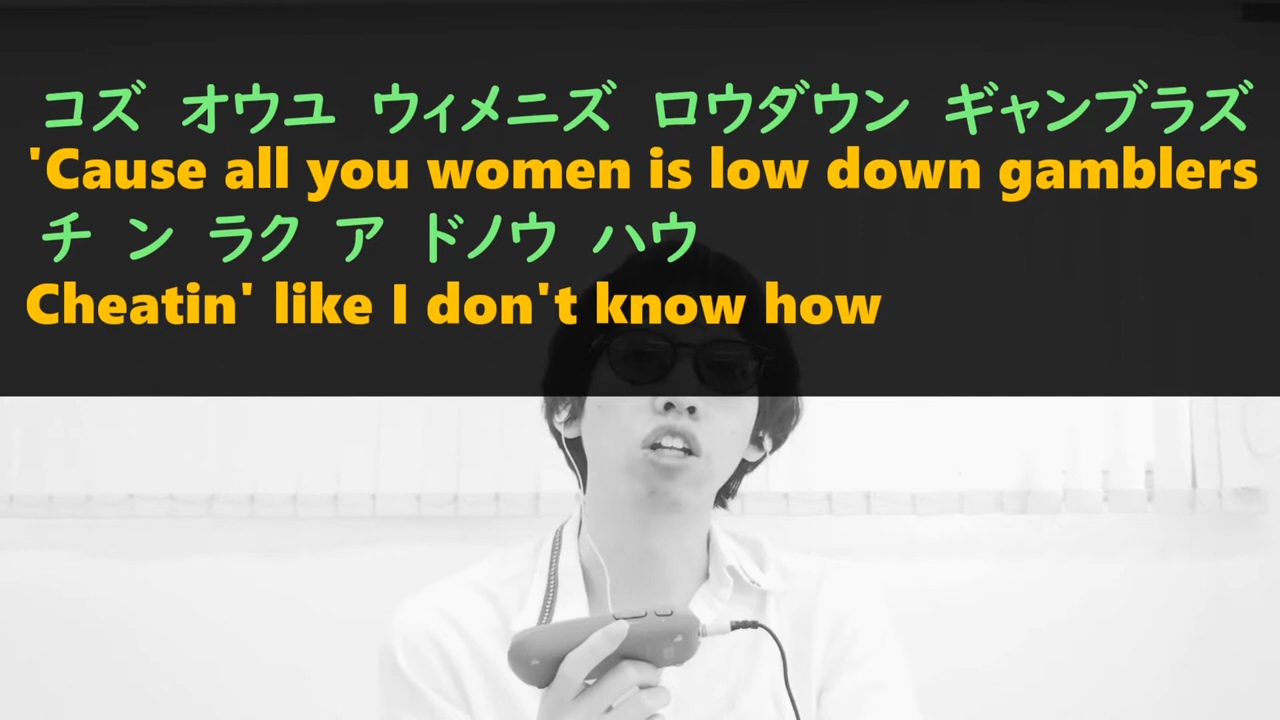 コズ オウユ ウィメニズ ロウダウン ギャンブラズ
'Cause all you women is low down gamblers
チ ン ラク ア ドノウ ハウ
Cheatin' like I don't know how